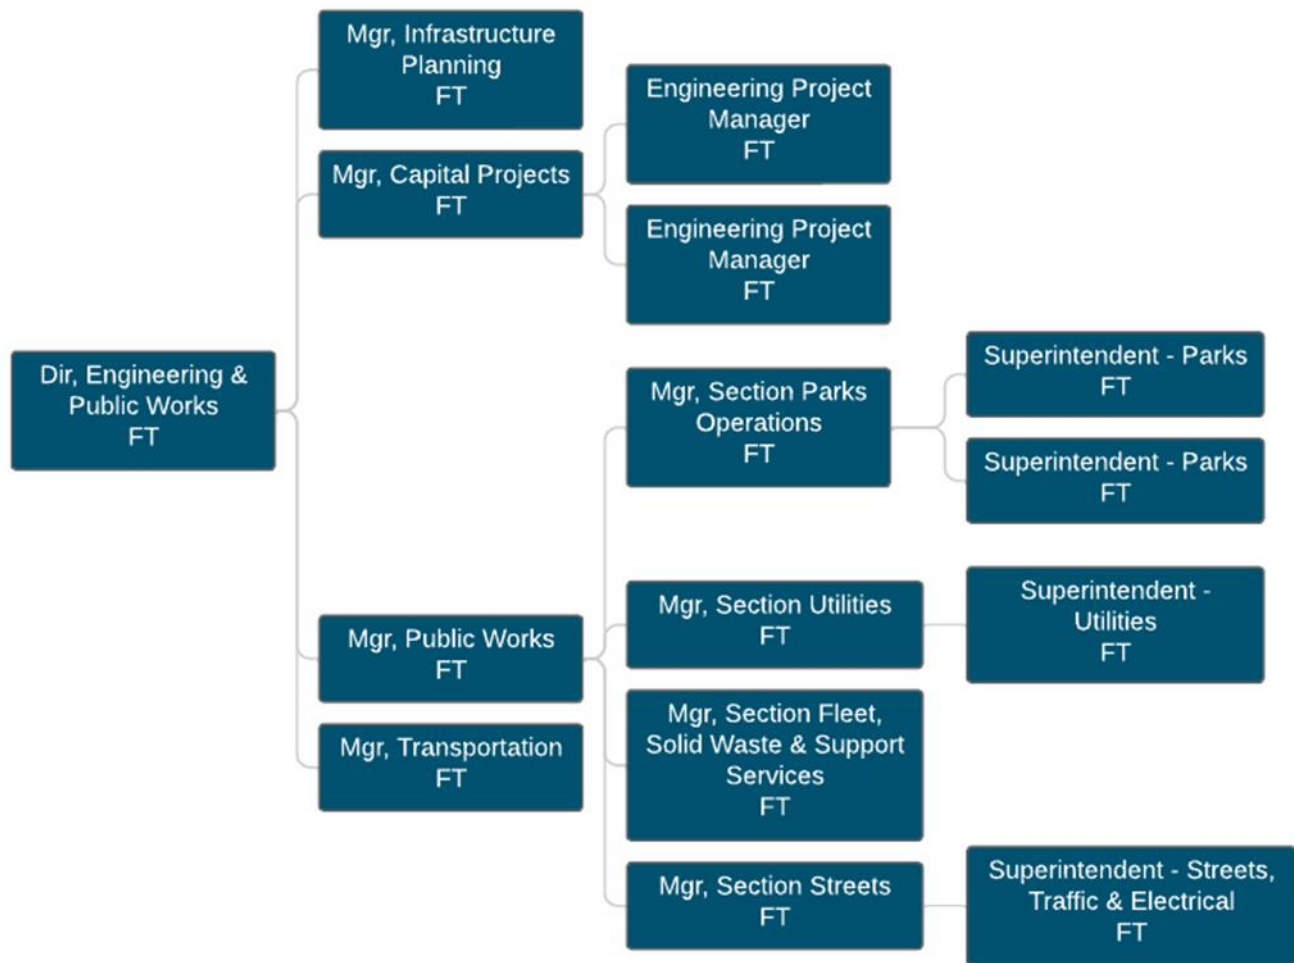 Dir, Engineering &
Public Works
FT
Mgr, Infrastructure
Planning
FT
Mgr, Capital Projects
FT
Engineering Project
Manager
FT
Engineering Project
Manager
FT
Mgr, Public Works
FT
Mgr, Section Parks
Operations
FT
Superintendent - Parks
FT
Superintendent - Parks
FT
Mgr, Section Utilities
FT
Superintendent -
Utilities
FT
Mgr, Section Fleet,
Solid Waste & Support
Services
FT
Mgr, Section Streets
FT
Superintendent - Streets,
Traffic & Electrical
FT
Mgr, Transportation
FT